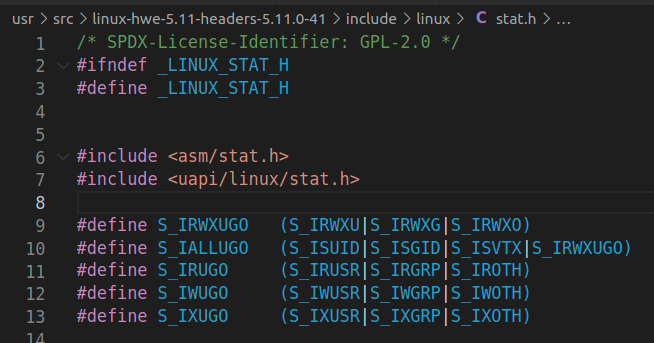 usr > src > linux-hwe-5.11-headers-5.11.0-41 > include > linux > C stat.h > ...
1 /* SPDX-License-Identifier: GPL-2.0 */
2 #ifndef _LINUX_STAT_H
3 #define _LINUX_STAT_H
4
5
6 #include <asm/stat.h>
7 #include <uapi/linux/stat.h>
8
9 #define S_IRWXUGO (S_IRWXU|S_IRWXG|S_IRWXO)
10 #define S_IALLUGO (S_ISUID|S_ISGID|S_ISVTX|S_IRWXUGO)
11 #define S_IRUGO (S_IRUSR|S_IRGRP|S_IROTH)
12 #define S_IWUGO (S_IWUSR|S_IWGRP|S_IWOTH)
13 #define S_IXUGO (S_IXUSR|S_IXGRP|S_IXOTH)
14